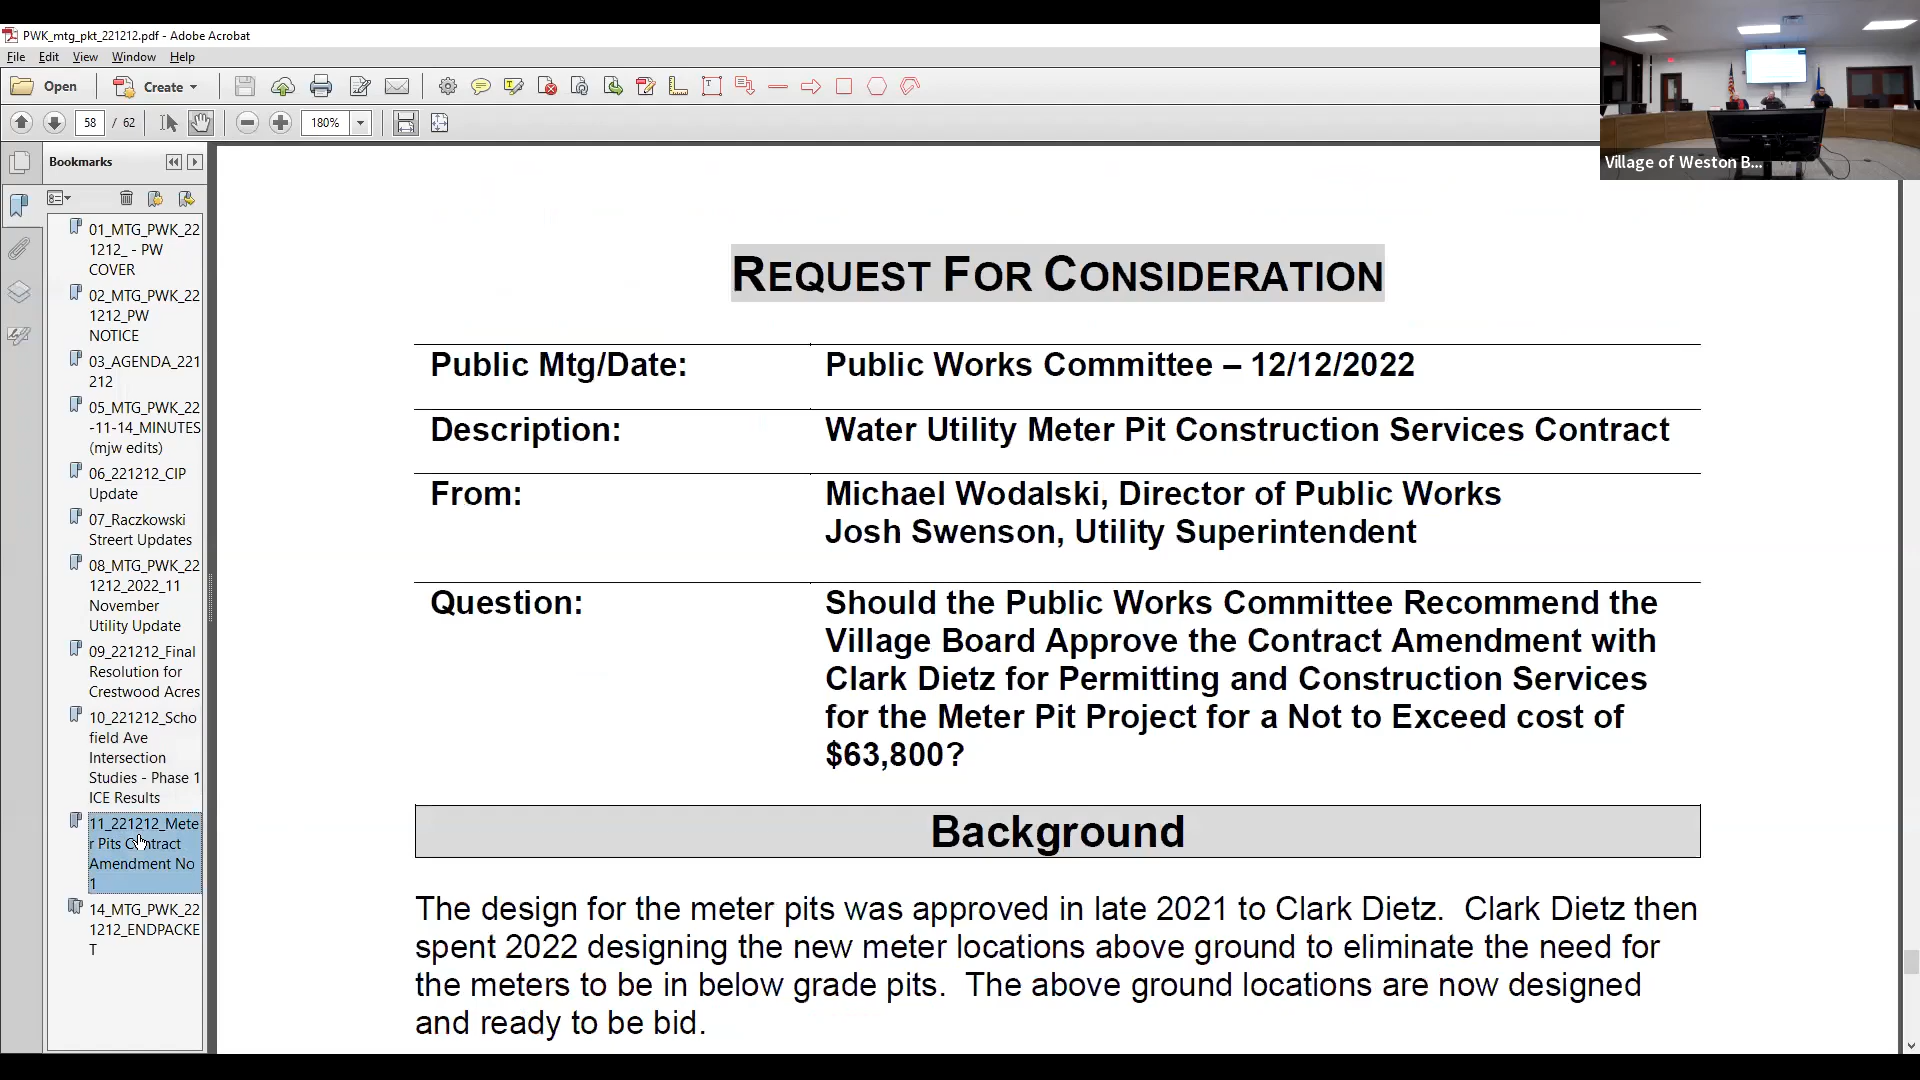 PWK_mtg_pkt_221212.pdf - Adobe Acrobat
File Edit View Window Help
Open Create
58 / 62 180%
Village of Weston B...
Bookmarks
01_MTG_PWK_22
1212_ - PW
COVER
02_MTG_PWK_22
1212_PW
NOTICE
03_AGENDA_221
212
05_MTG_PWK_22
-11-14_MINUTES
(mjw edits)
06_221212_CIP
Update
07_Raczkowski
Streert Updates
08_MTG_PWK_22
1212_2022_11
November
Utility Update
09_221212_Final
Resolution for
Crestwood Acres
10_221212_Scho
field Ave
Intersection
Studies - Phase 1
ICE Results
11_221212_Mete
r Pits Contract
Amendment No
1
14_MTG_PWK_22
1212_ENDPACKE
T
REQUEST FOR CONSIDERATION
Public Mtg/Date: Public Works Committee – 12/12/2022
Description: Water Utility Meter Pit Construction Services Contract
From: Michael Wodalski, Director of Public Works
Josh Swenson, Utility Superintendent
Question: Should the Public Works Committee Recommend the
Village Board Approve the Contract Amendment with
Clark Dietz for Permitting and Construction Services
for the Meter Pit Project for a Not to Exceed cost of
$63,800?
Background
The design for the meter pits was approved in late 2021 to Clark Dietz. Clark Dietz then
spent 2022 designing the new meter locations above ground to eliminate the need for
the meters to be in below grade pits. The above ground locations are now designed
and ready to be bid.